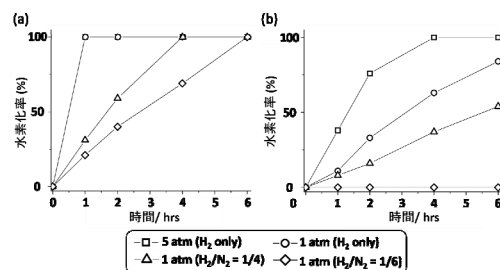 (a)
100
50
0
水素化率 (%)
0 1 2 3 4 5 6
時間/ hrs
(b)
100
50
0
水素化率 (%)
0 1 2 3 4 5 6
時間/ hrs
5 atm (H₂ only)
1 atm (H₂ only)
1 atm (H₂/N₂ = 1/4)
1 atm (H₂/N₂ = 1/6)